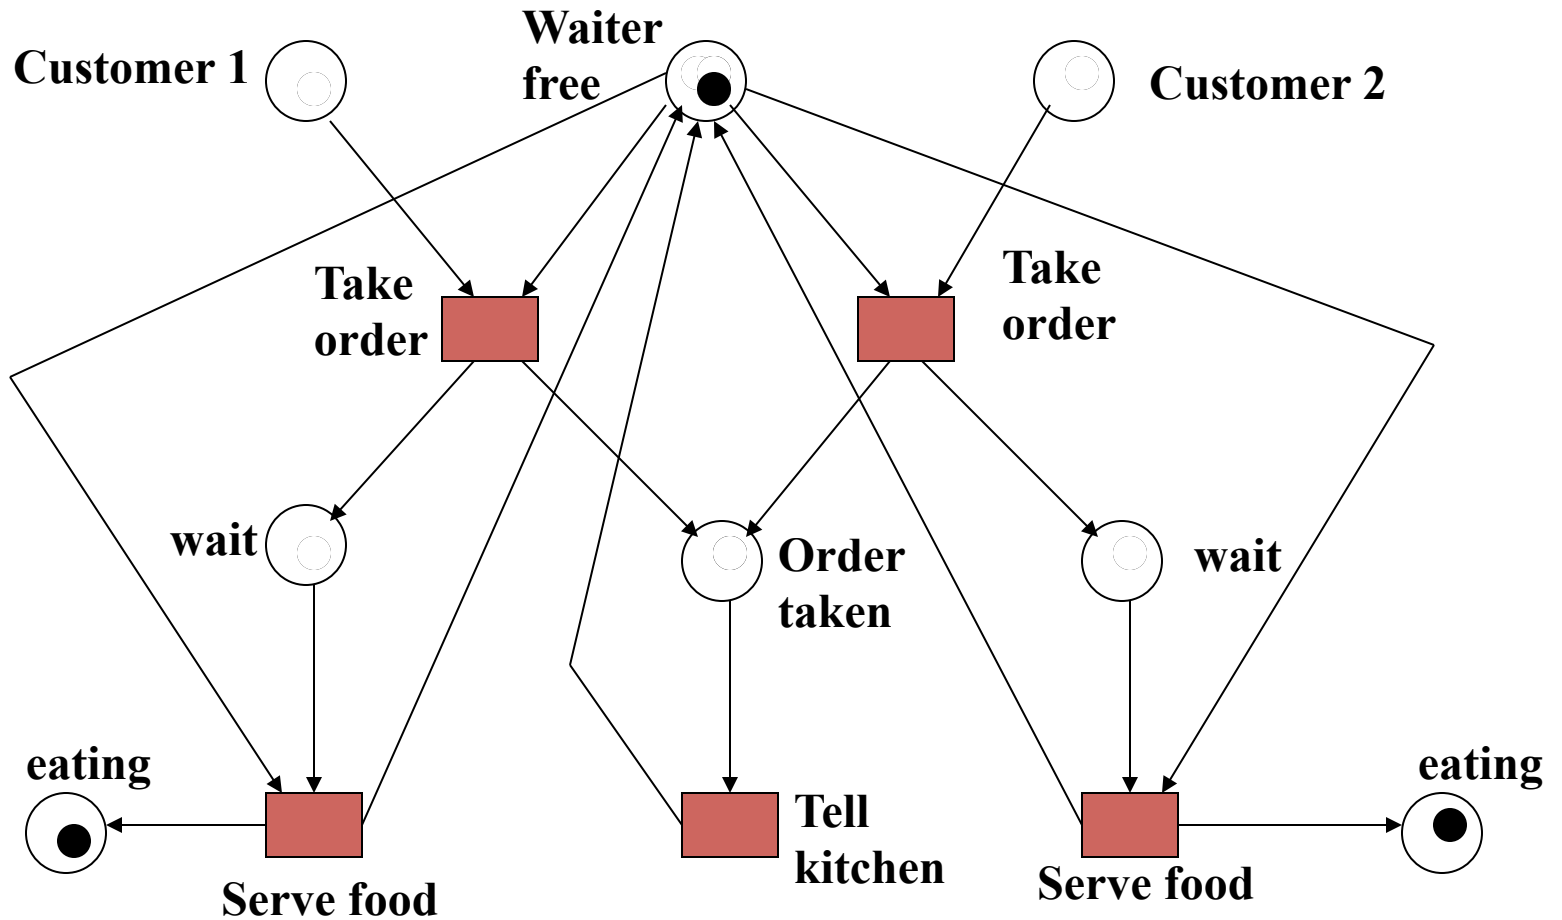 Customer 1
Waiter
free
Customer 2
Take
order
Take
order
wait
Order
taken
wait
eating
Serve food
Tell
kitchen
Serve food
eating